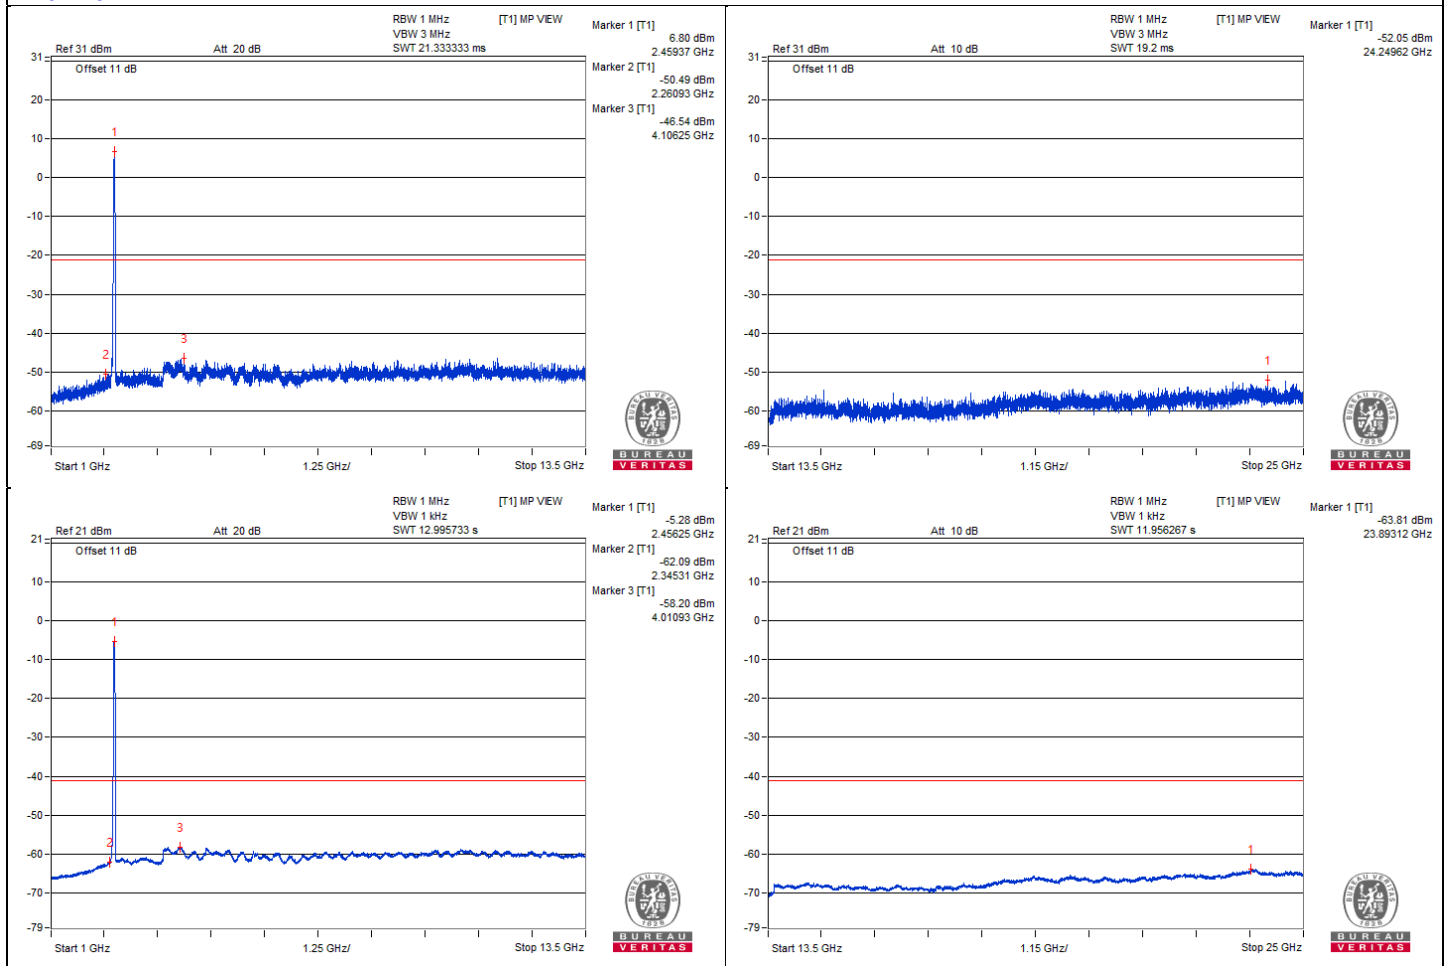 RBW 1 MHz [T1] MP VIEW
VBW 3 MHz
Ref 31 dBm Att 20 dB SWT 21.333333 ms
Marker 1 [T1]
6.80 dBm
2.45937 GHz
Marker 2 [T1]
-50.49 dBm
2.26093 GHz
Marker 3 [T1]
-46.54 dBm
4.10625 GHz
Offset 11 dB
31
20
10
0
-10
-20
-30
-40
-50
-60
-69
1
2
3
Start 1 GHz 1.25 GHz/ Stop 13.5 GHz
BUREAU VERITAS
1828
BUREAU
VERITAS
RBW 1 MHz [T1] MP VIEW
VBW 3 MHz
Ref 31 dBm Att 10 dB SWT 19.2 ms
Marker 1 [T1]
-52.05 dBm
24.24962 GHz
Offset 11 dB
31
20
10
0
-10
-20
-30
-40
-50
-60
-69
1
Start 13.5 GHz 1.15 GHz/ Stop 25 GHz
BUREAU VERITAS
1828
BUREAU
VERITAS
RBW 1 MHz [T1] MP VIEW
VBW 1 kHz
Ref 21 dBm Att 20 dB SWT 12.995733 s
Marker 1 [T1]
-5.28 dBm
2.45625 GHz
Marker 2 [T1]
-62.09 dBm
2.34531 GHz
Marker 3 [T1]
-58.20 dBm
4.01093 GHz
Offset 11 dB
21
10
0
-10
-20
-30
-40
-50
-60
-70
-79
1
2
3
Start 1 GHz 1.25 GHz/ Stop 13.5 GHz
BUREAU VERITAS
1828
BUREAU
VERITAS
RBW 1 MHz [T1] MP VIEW
VBW 1 kHz
Ref 21 dBm Att 10 dB SWT 11.956267 s
Marker 1 [T1]
-63.81 dBm
23.89312 GHz
Offset 11 dB
21
10
0
-10
-20
-30
-40
-50
-60
-70
-79
1
Start 13.5 GHz 1.15 GHz/ Stop 25 GHz
BUREAU VERITAS
1828
BUREAU
VERITAS